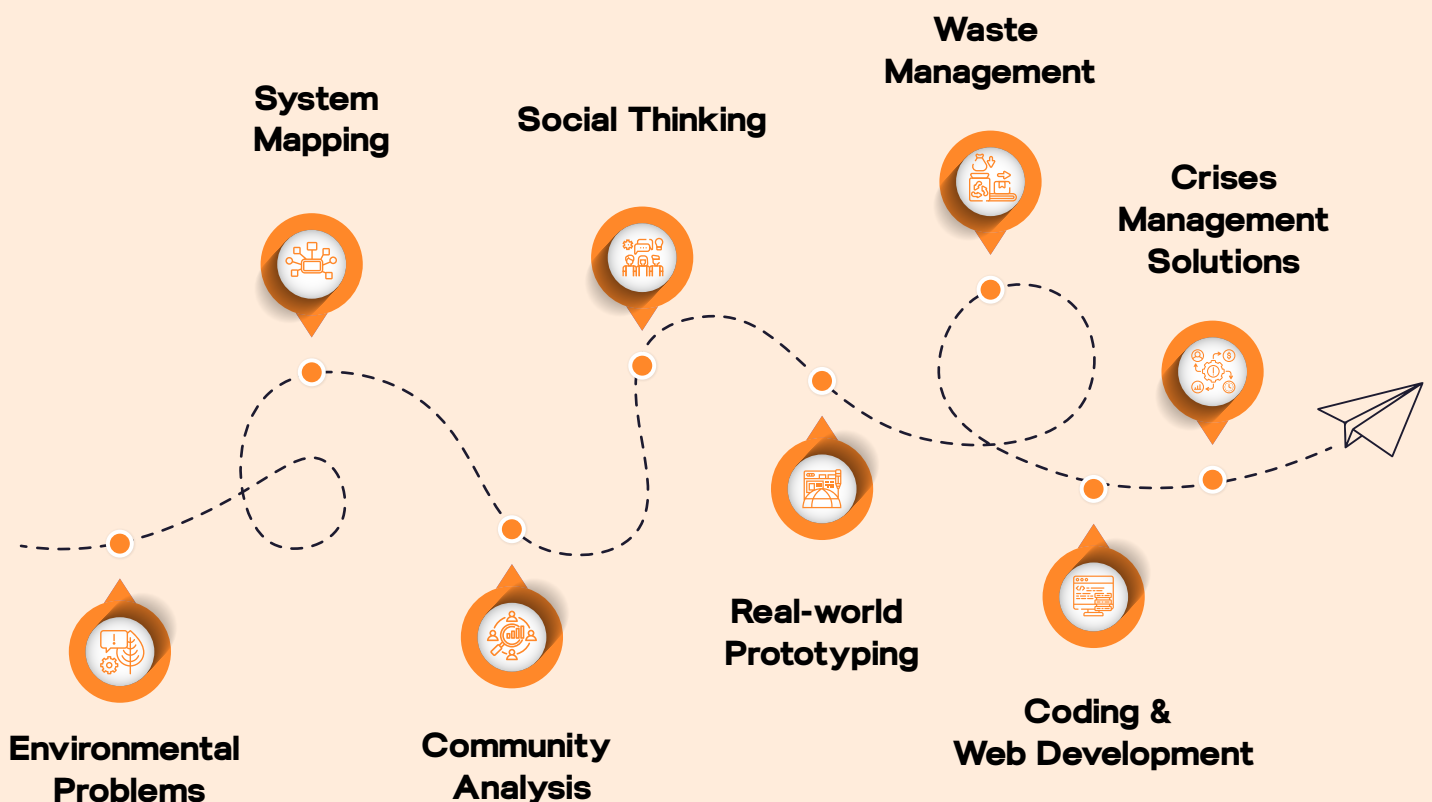 Waste
Management
System
Mapping
Social Thinking
Crises
Management
Solutions
Real-world
Prototyping
Coding &
Web Development
Environmental
Problems
Community
Analysis